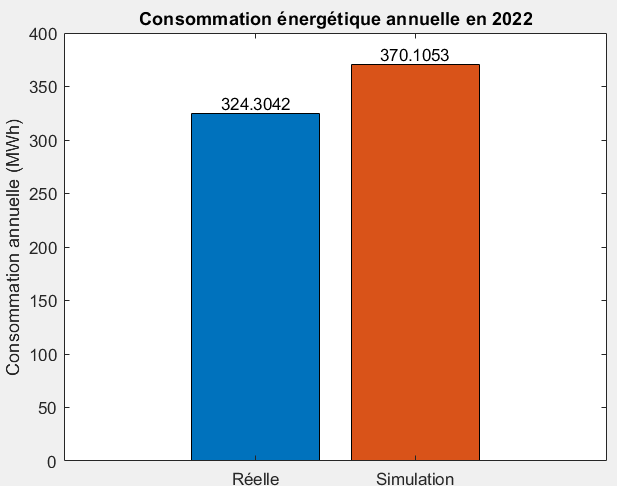 Consommation énergétique annuelle en 2022
Consommation annuelle (MWh)
400
350
300
250
200
150
100
50
0
324.3042
370.1053
Réelle
Simulation